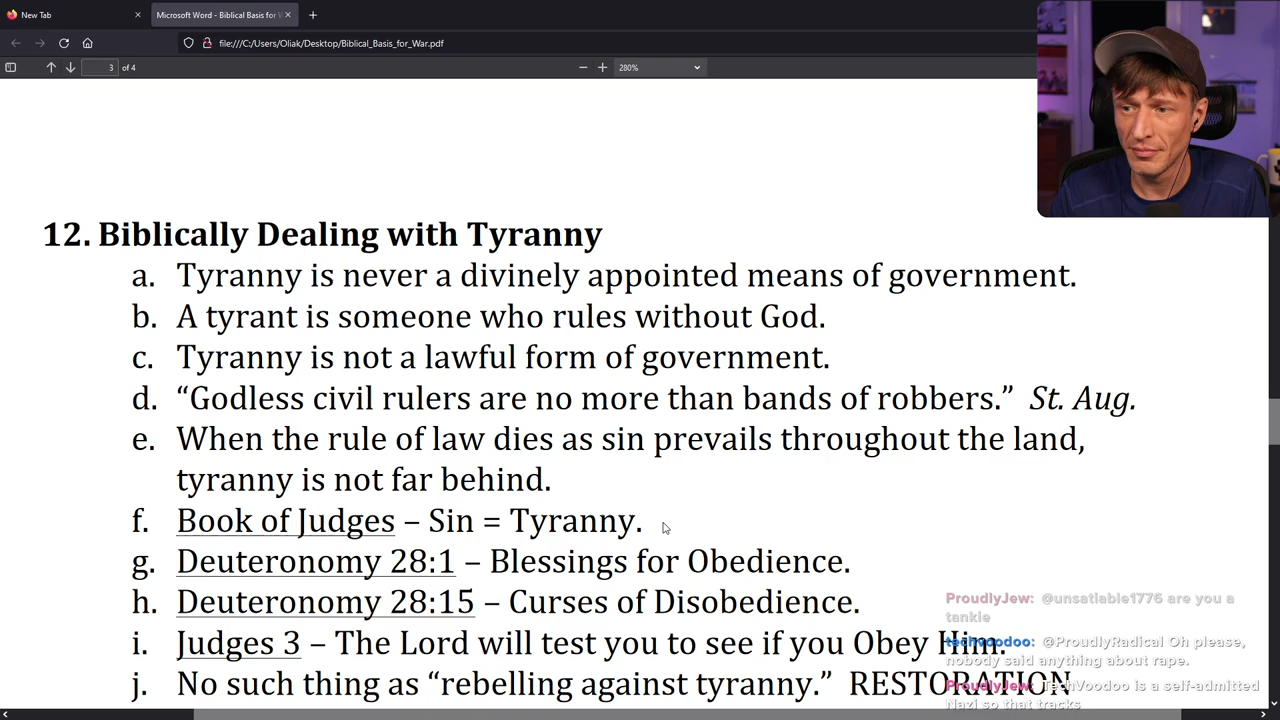 New Tab
Microsoft Word - Biblical Basis for W
file:///C:/Users/Oliak/Desktop/Biblical_Basis_for_War.pdf
3 of 4
280%
12. Biblically Dealing with Tyranny
a. Tyranny is never a divinely appointed means of government.
b. A tyrant is someone who rules without God.
c. Tyranny is not a lawful form of government.
d. “Godless civil rulers are no more than bands of robbers.” St. Aug.
e. When the rule of law dies as sin prevails throughout the land,
tyranny is not far behind.
f. Book of Judges – Sin = Tyranny.
g. Deuteronomy 28:1 – Blessings for Obedience.
h. Deuteronomy 28:15 – Curses of Disobedience.
i. Judges 3 – The Lord will test you to see if you Obey Him.
j. No such thing as “rebelling against tyranny.” RESTORATION
ProudlyJew: @unsatiable1776 are you a
tankie
techvoodoo: @ProudlyRadical Oh please,
nobody said anything about rape.
ProudlyJew: TechVoodoo is a self-admitted
Nazi so that tracks